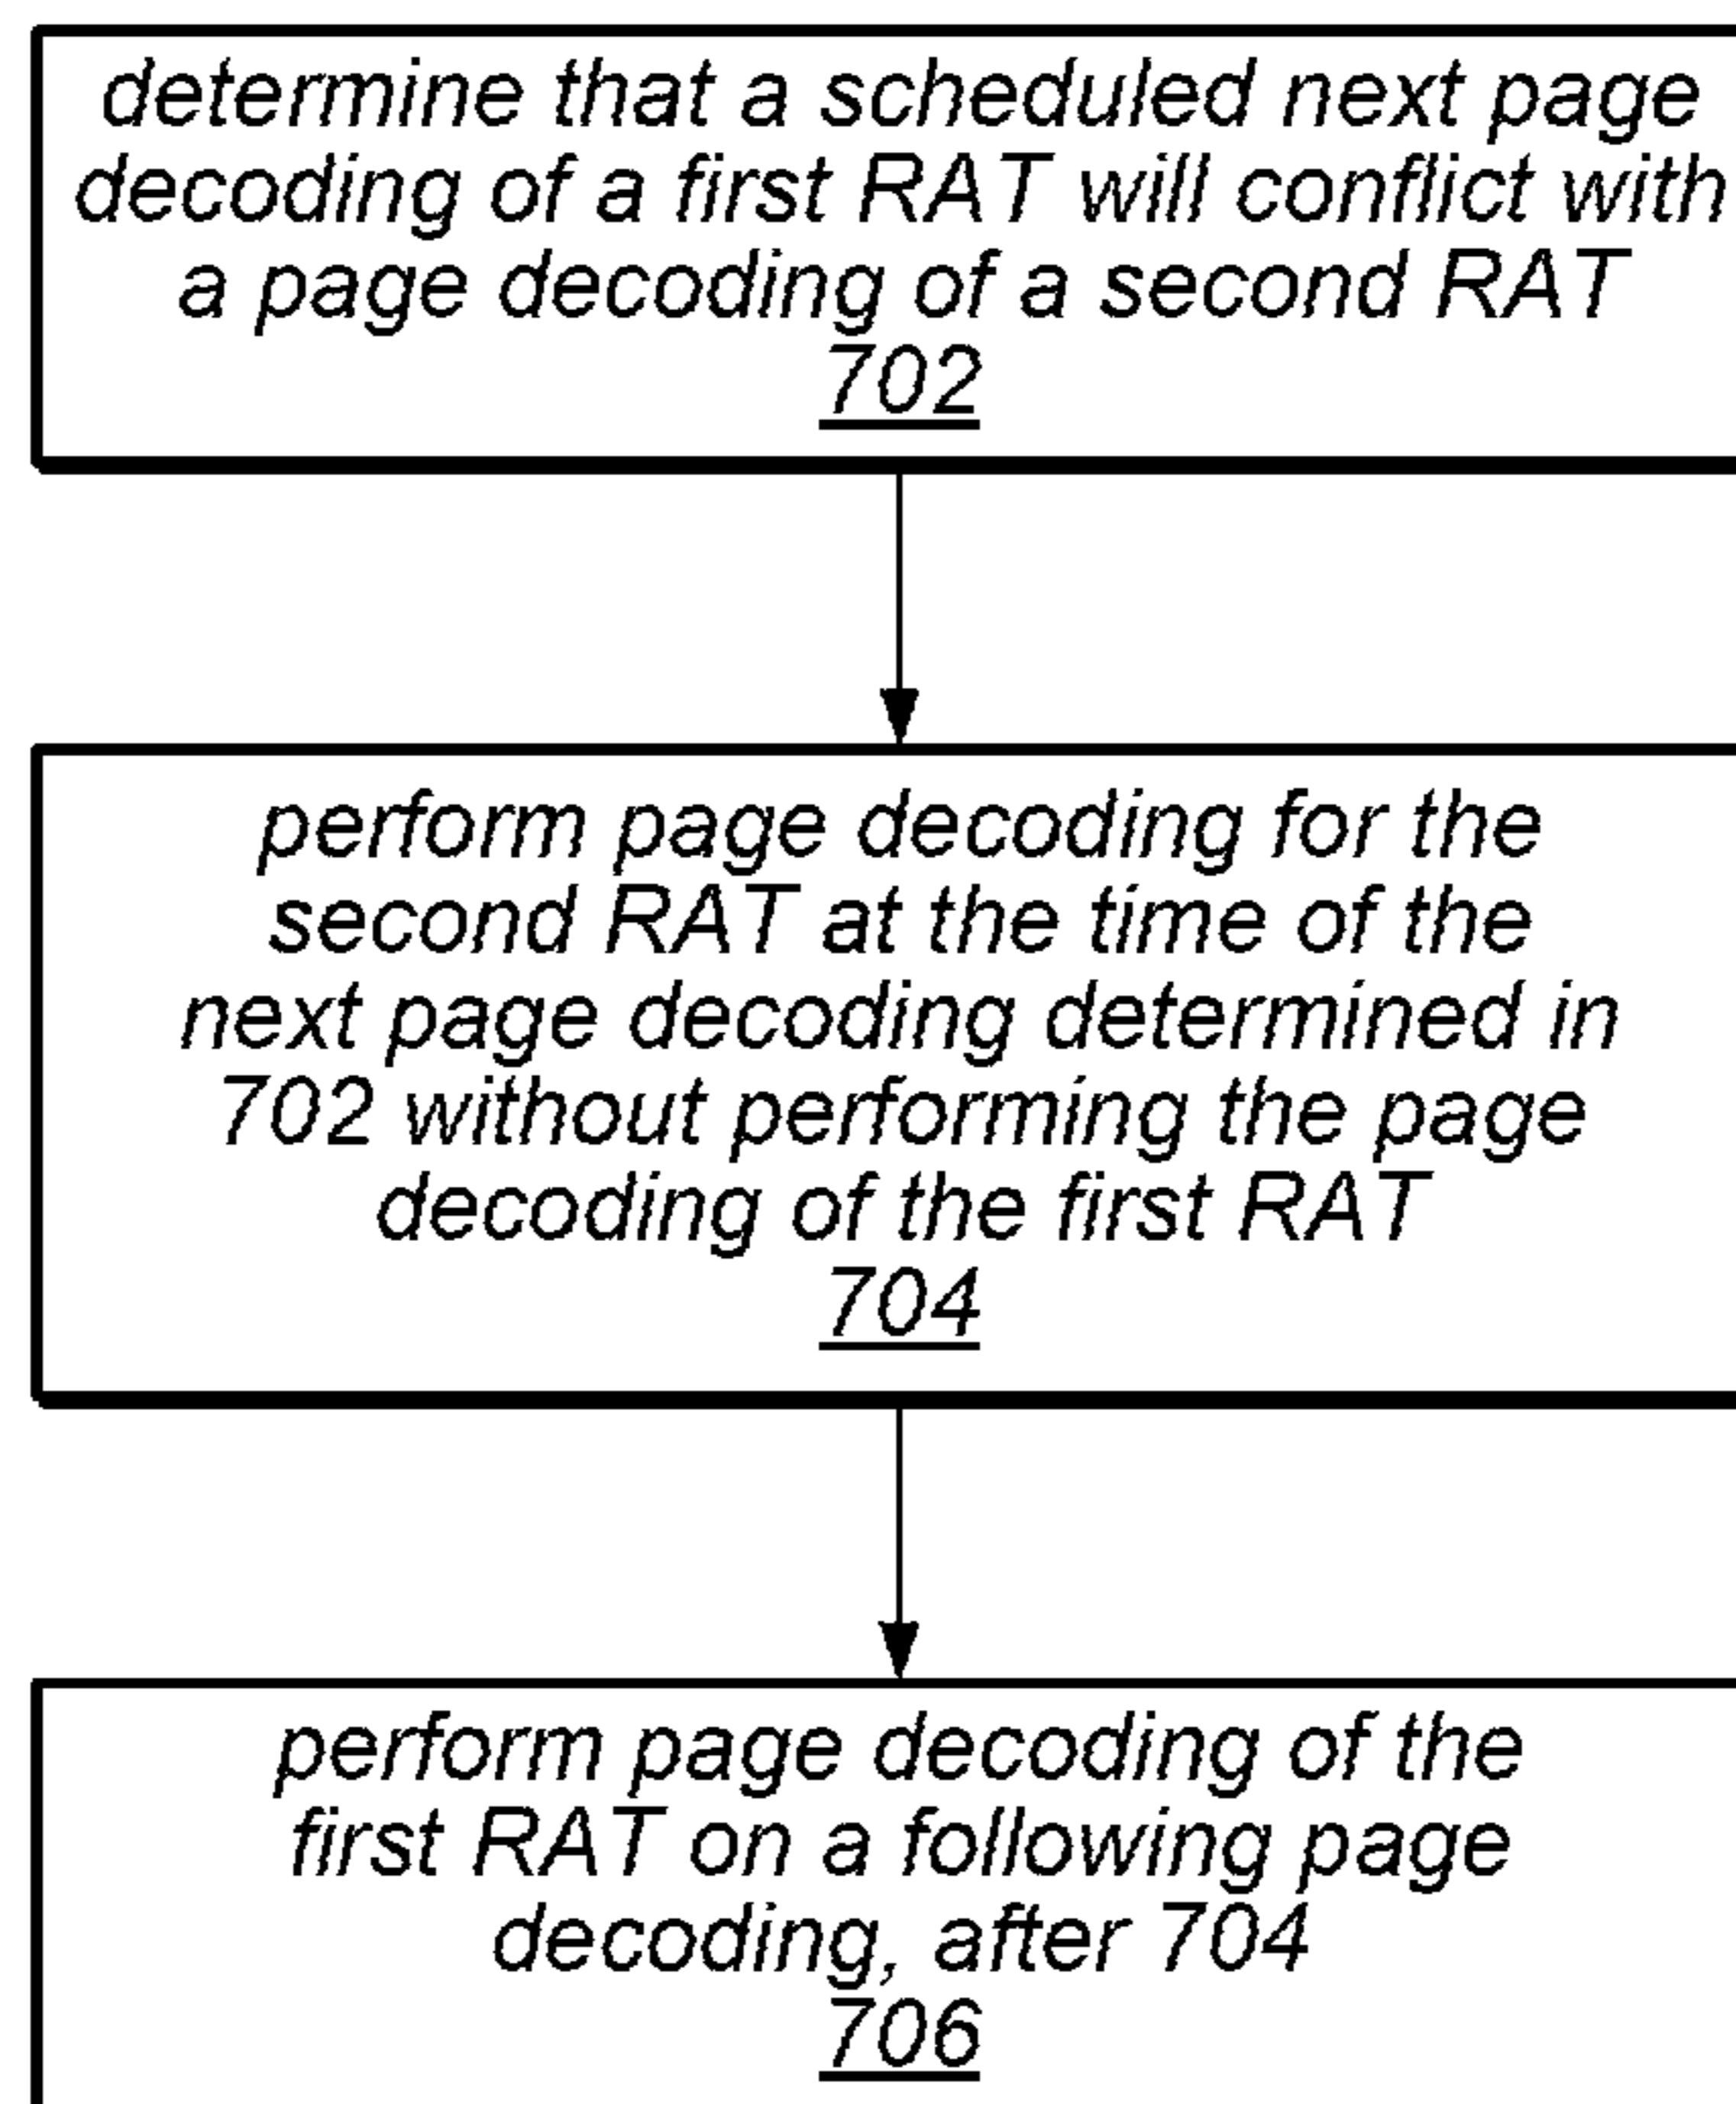 determine that a scheduled next page
decoding of a first RAT will conflict with
a page decoding of a second RAT
702
perform page decoding for the
second RAT at the time of the
next page decoding determined in
702 without performing the page
decoding of the first RAT
704
perform page decoding of the
first RAT on a following page
decoding, after 704
706